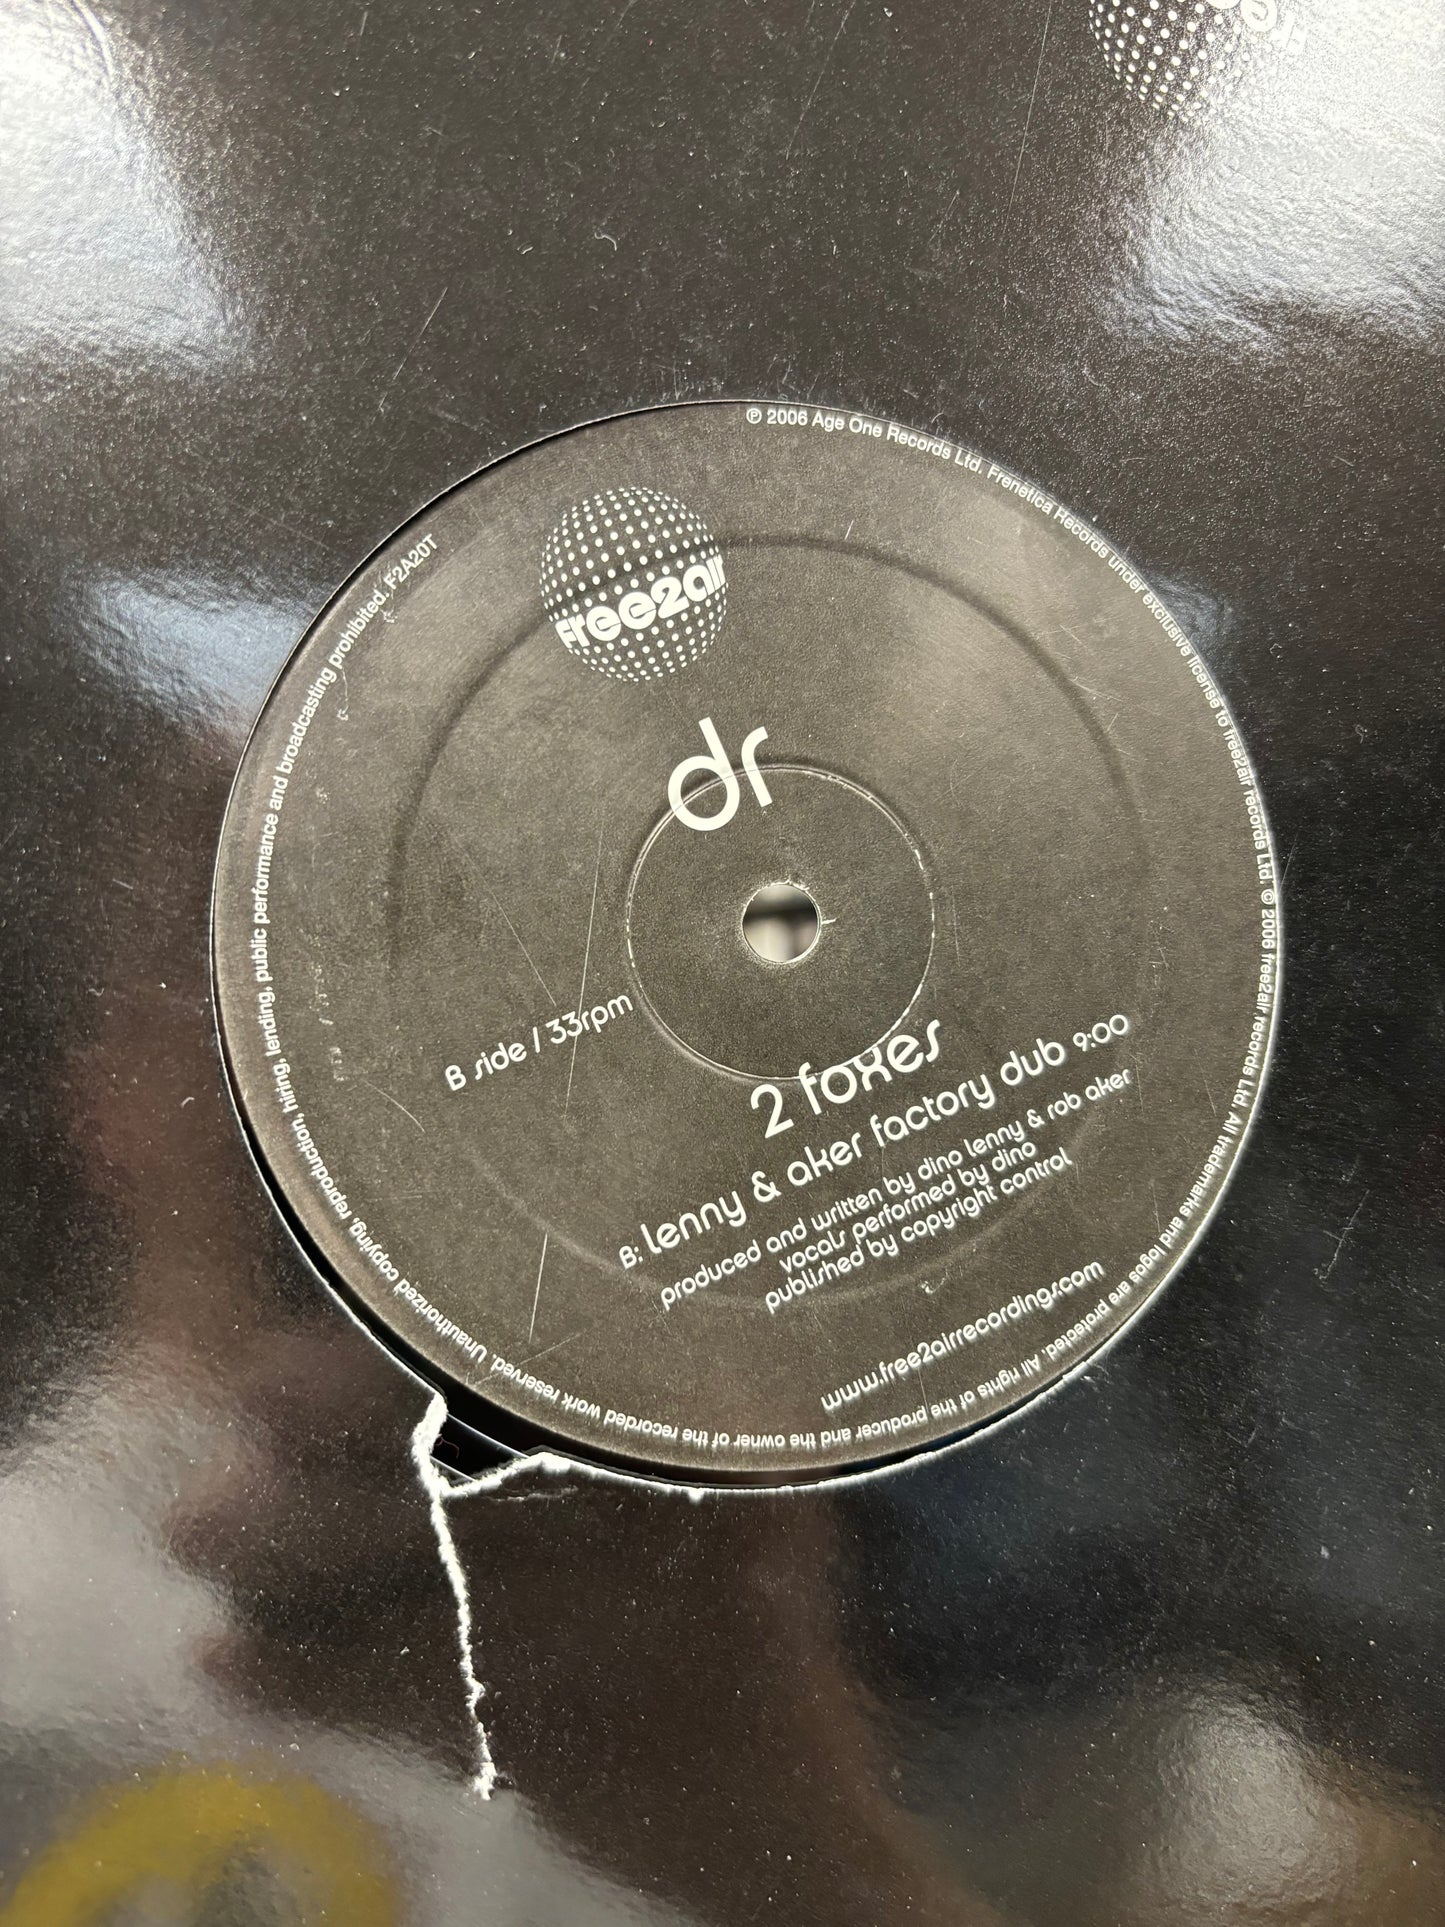 free2air
dr
B side / 33rpm
2 foxes
B: lenny & aker factory dub 9:00
produced and written by dino lenny & rob aker
vocals performed by dino
published by copyright control
www.free2airrecordings.com
℗ 2006 Age One Records Ltd. Frenetica Records under exclusive license to free2air records Ltd. © 2006 free2air records Ltd. All trademarks and logos are protected. All rights of the producer and the owner of the recorded work reserved. Unauthorized copying, reproduction, hiring, lending, public performance and broadcasting prohibited. F2A20T